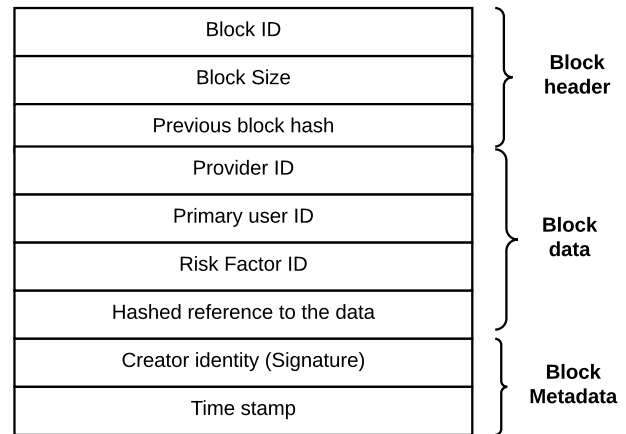 Block ID
Block Size
Previous block hash
Block
header
Provider ID
Primary user ID
Risk Factor ID
Hashed reference to the data
Block
data
Creator identity (Signature)
Time stamp
Block
Metadata